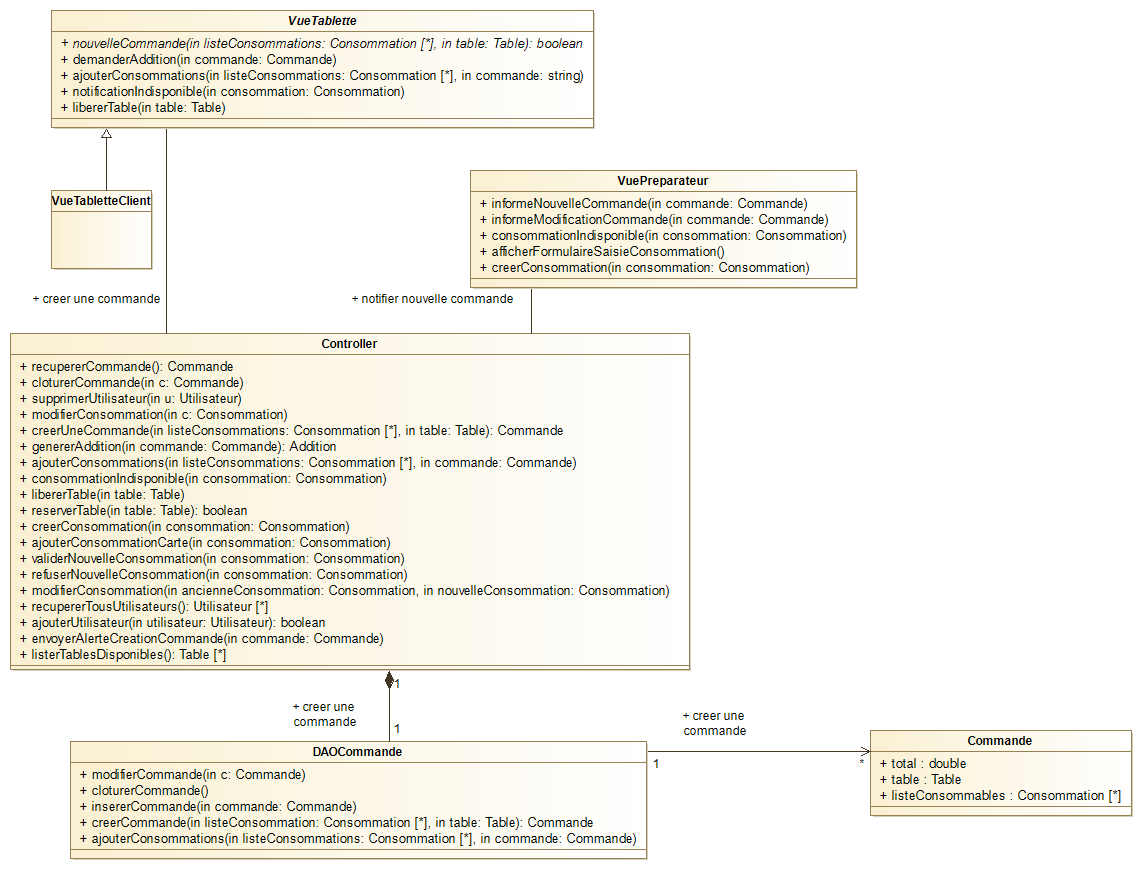 VueTablette
+ nouvelleCommande(in listeConsommations: Consommation [*], in table: Table): boolean
+ demanderAddition(in commande: Commande)
+ ajouterConsommations(in listeConsommations: Consommation [*], in commande: string)
+ notificationIndisponible(in consommation: Consommation)
+ libererTable(in table: Table)
VueTabletteClient
VuePreparateur
+ informeNouvelleCommande(in commande: Commande)
+ informeModificationCommande(in commande: Commande)
+ consommationIndisponible(in consommation: Consommation)
+ afficherFormulaireSaisieConsommation()
+ creerConsommation(in consommation: Consommation)
+ creer une commande
+ notifier nouvelle commande
Controller
+ recupererCommande(): Commande
+ cloturerCommande(in c: Commande)
+ supprimerUtilisateur(in u: Utilisateur)
+ modifierConsommation(in c: Consommation)
+ creerUneCommande(in listeConsommations: Consommation [*], in table: Table): Commande
+ genererAddition(in commande: Commande): Addition
+ ajouterConsommations(in listeConsommations: Consommation [*], in commande: Commande)
+ consommationIndisponible(in consommation: Consommation)
+ libererTable(in table: Table)
+ reserverTable(in table: Table): boolean
+ creerConsommation(in consommation: Consommation)
+ ajouterConsommationCarte(in consommation: Consommation)
+ validerNouvelleConsommation(in consommation: Consommation)
+ refuserNouvelleConsommation(in consommation: Consommation)
+ modifierConsommation(in ancienneConsommation: Consommation, in nouvelleConsommation: Consommation)
+ recupererTousUtilisateurs(): Utilisateur [*]
+ ajouterUtilisateur(in utilisateur: Utilisateur): boolean
+ envoyerAlerteCreationCommande(in commande: Commande)
+ listerTablesDisponibles(): Table [*]
1
+ creer une
commande
1
DAOCommande
+ modifierCommande(in c: Commande)
+ cloturerCommande()
+ insererCommande(in commande: Commande)
+ creerCommande(in listeConsommation: Consommation [*], in table: Table): Commande
+ ajouterConsommations(in listeConsommations: Consommation [*], in commande: Commande)
+ creer une
commande
1
*
Commande
+ total : double
+ table : Table
+ listeConsommables : Consommation [*]